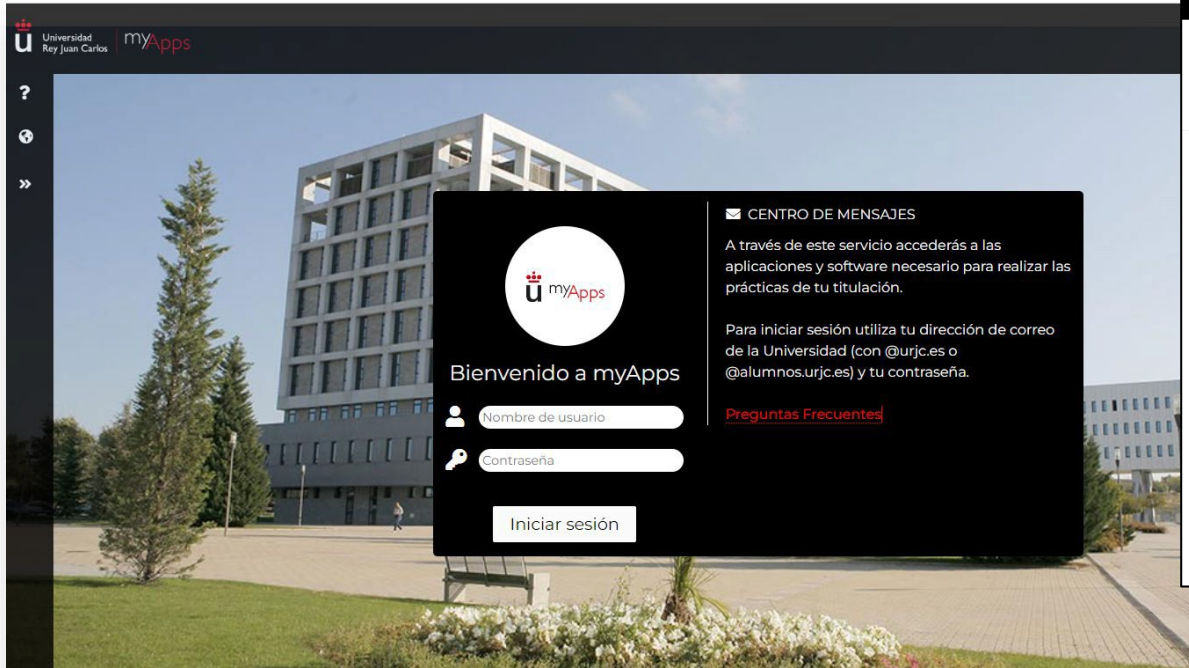 Universidad
Rey Juan Carlos
myApps
?
»
myApps
Bienvenido a myApps
Nombre de usuario
Contraseña
Iniciar sesión
CENTRO DE MENSAJES
A través de este servicio accederás a las
aplicaciones y software necesario para realizar las
prácticas de tu titulación.
Para iniciar sesión utiliza tu dirección de correo
de la Universidad (con @urjc.es o
@alumnos.urjc.es) y tu contraseña.
Preguntas Frecuentes